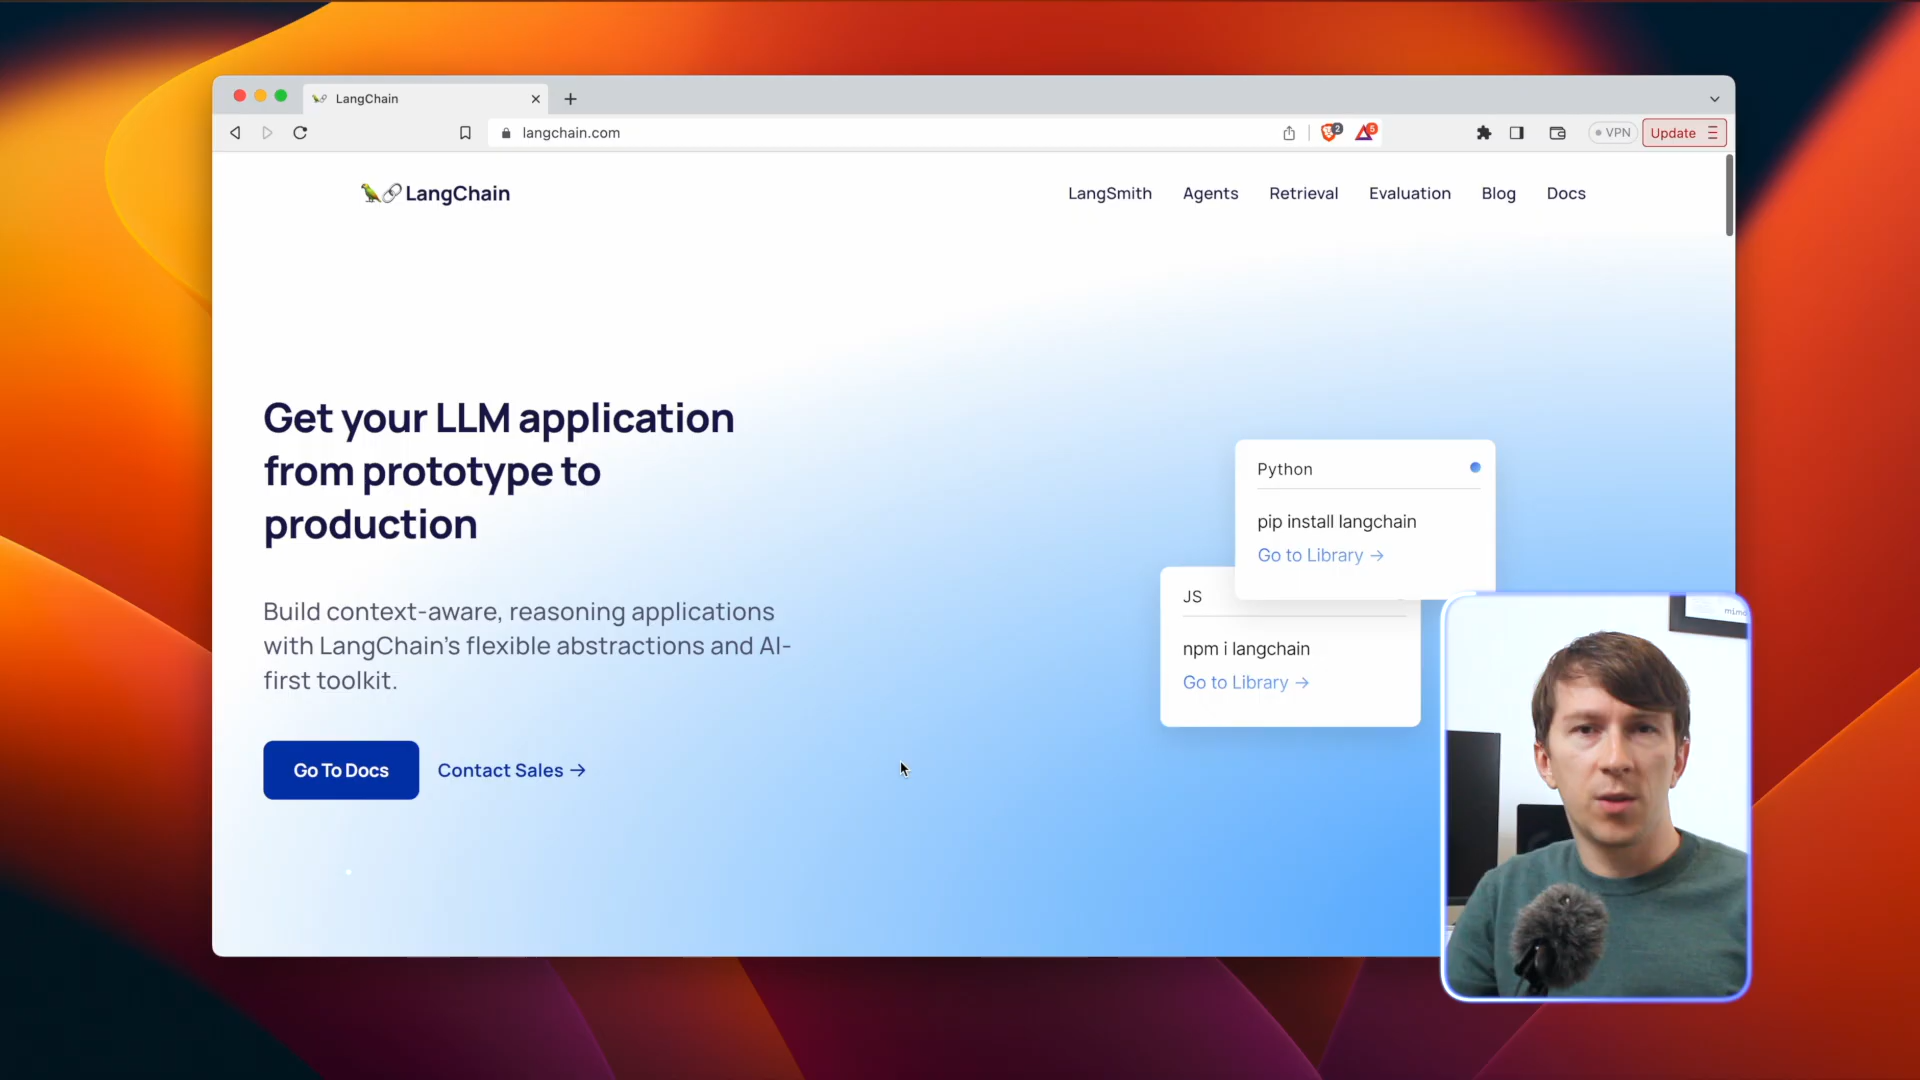 LangChain
langchain.com
2
5
VPN
Update
LangChain
LangSmith
Agents
Retrieval
Evaluation
Blog
Docs
Get your LLM application
from prototype to
production
Build context-aware, reasoning applications
with LangChain's flexible abstractions and AI-
first toolkit.
Go To Docs
Contact Sales →
Python
pip install langchain
Go to Library →
JS
npm i langchain
Go to Library →